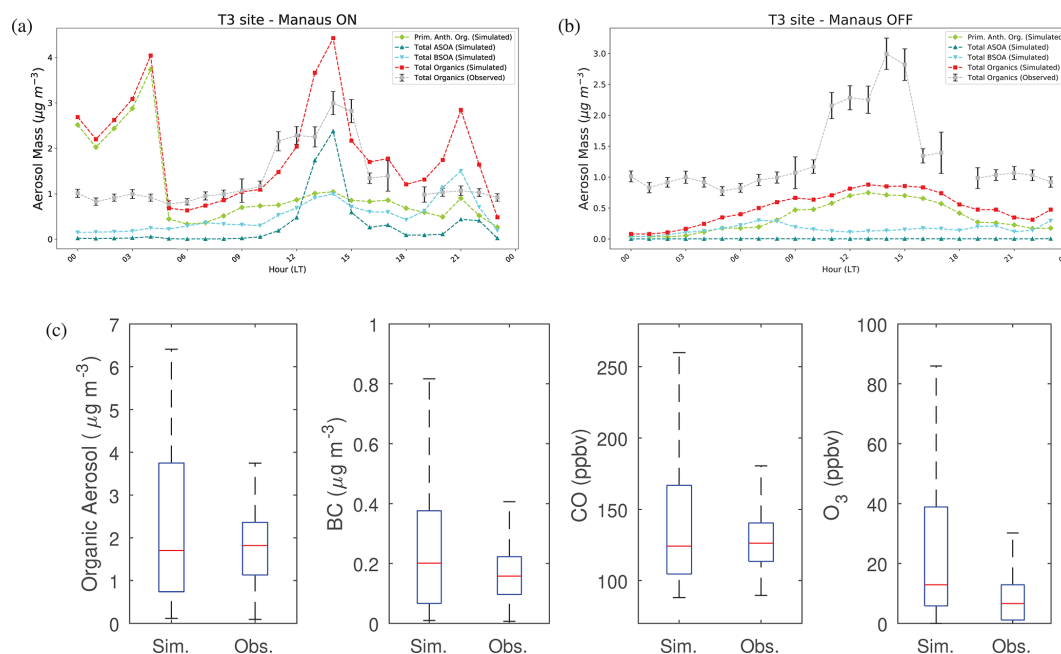 (a)
T3 site - Manaus ON
Aerosol Mass (μg m⁻³)
4
3
2
1
0
Prim. Anth. Org. (Simulated)
Total ASOA (Simulated)
Total BSOA (Simulated)
Total Organics (Simulated)
Total Organics (Observed)
00 03 06 09 12 15 18 21 00
Hour (LT)
(b)
T3 site - Manaus OFF
Aerosol Mass (μg m⁻³)
3.0
2.5
2.0
1.5
1.0
0.5
0.0
Prim. Anth. Org. (Simulated)
Total ASOA (Simulated)
Total BSOA (Simulated)
Total Organics (Simulated)
Total Organics (Observed)
00 03 06 09 12 15 18 21
Hour (LT)
(c)
Organic Aerosol (μg m⁻³)
7
6
5
4
3
2
1
0
Sim. Obs.
BC (μg m⁻³)
1
0.8
0.6
0.4
0.2
0
Sim. Obs.
CO (ppbv)
250
200
150
100
Sim. Obs.
O₃ (ppbv)
100
80
60
40
20
0
Sim. Obs.